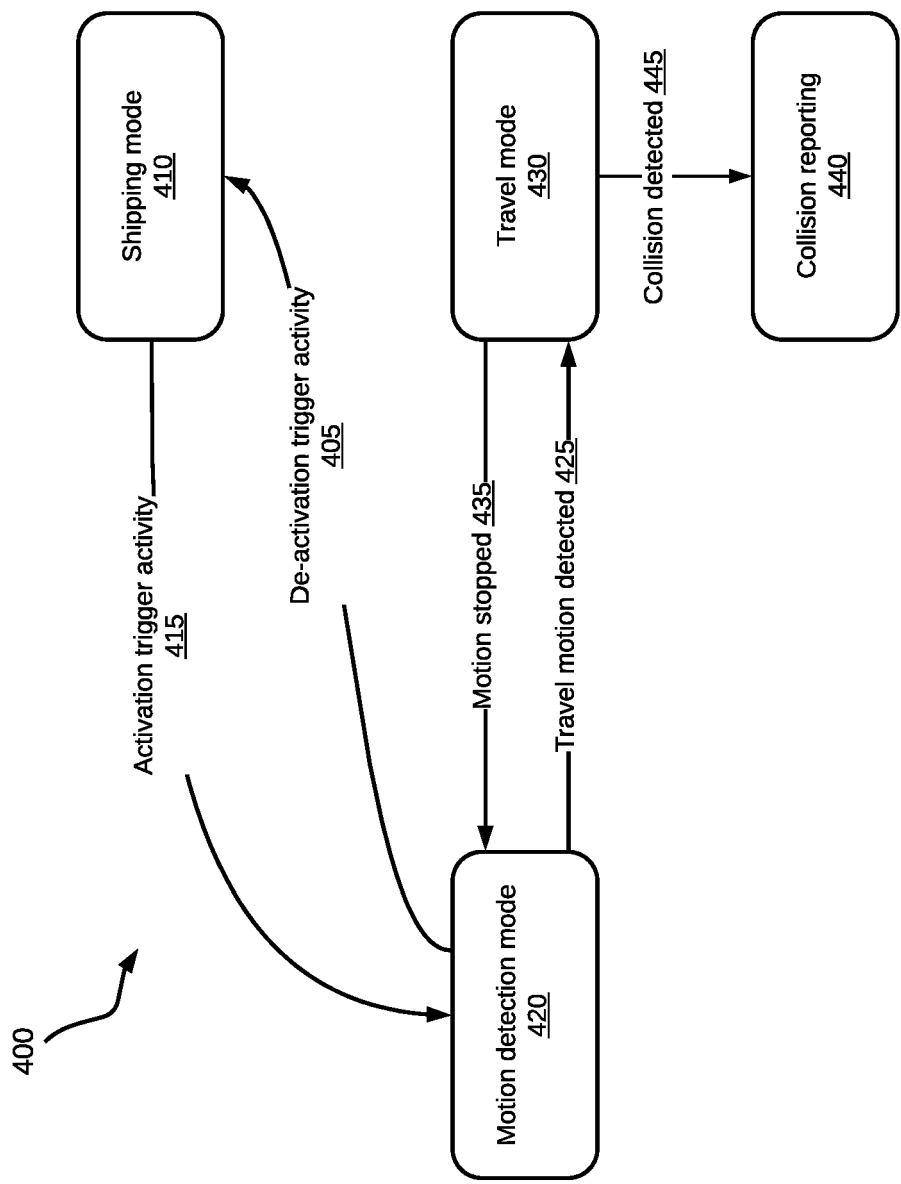 400
Shipping mode
410
Activation trigger activity
415
De-activation trigger activity
405
Motion detection mode
420
Motion stopped 435
Travel motion detected 425
Travel mode
430
Collision detected 445
Collision reporting
440